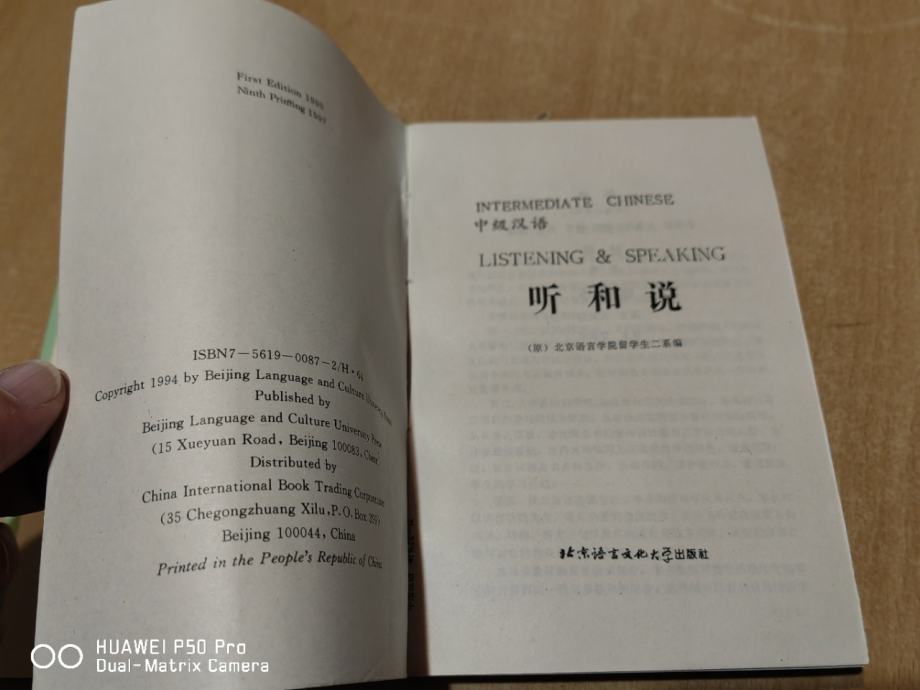 First Edition 1990
Ninth Printing 1997
ISBN7-5619-0087-2/H·64
Copyright 1994 by Beijing Language and Culture University
Published by
Beijing Language and Culture University Press
(15 Xueyuan Road, Beijing 100083, China)
Distributed by
China International Book Trading Corporation
(35 Chegongzhuang Xilu, P.O. Box 399)
Beijing 100044, China
Printed in the People's Republic of China
INTERMEDIATE CHINESE
中级汉语
LISTENING & SPEAKING
听和说
(原)北京语言学院留学生二系编
北京语言文化大学出版社
HUAWEI P50 Pro
Dual-Matrix Camera